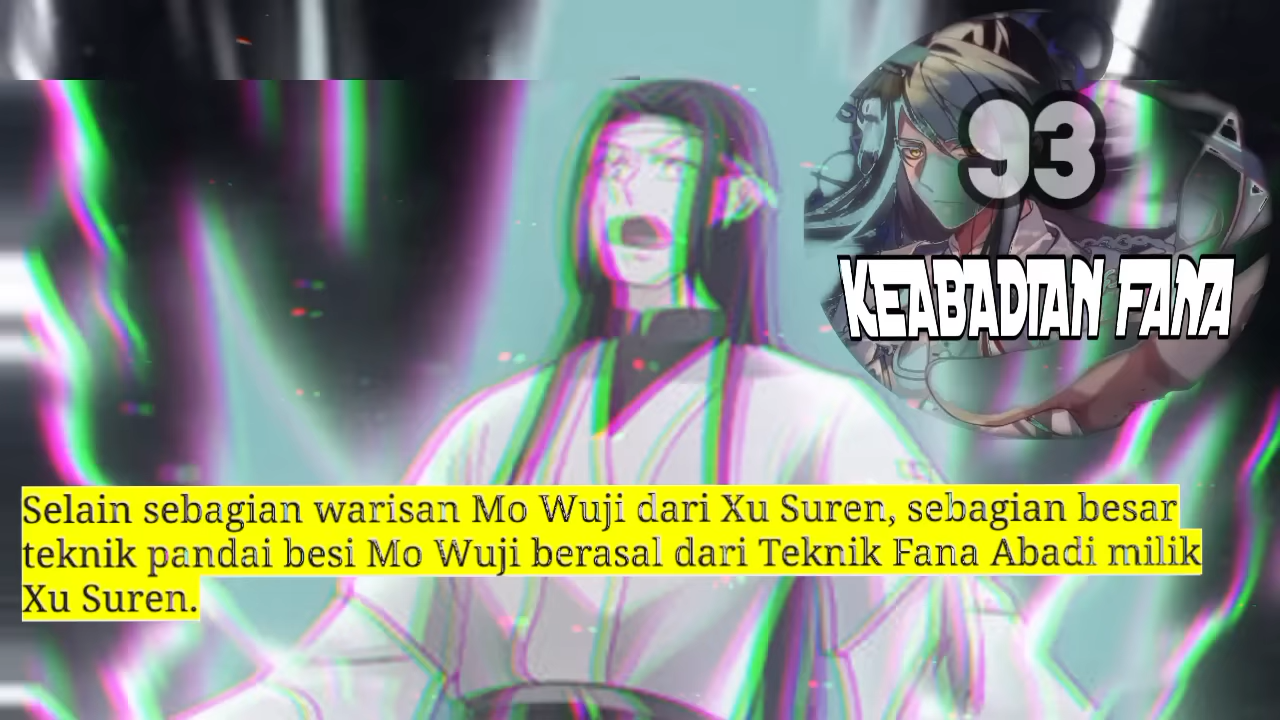 93
KEABADIAN FANA
Selain sebagian warisan Mo Wuji dari Xu Suren, sebagian besar
teknik pandai besi Mo Wuji berasal dari Teknik Fana Abadi milik
Xu Suren.